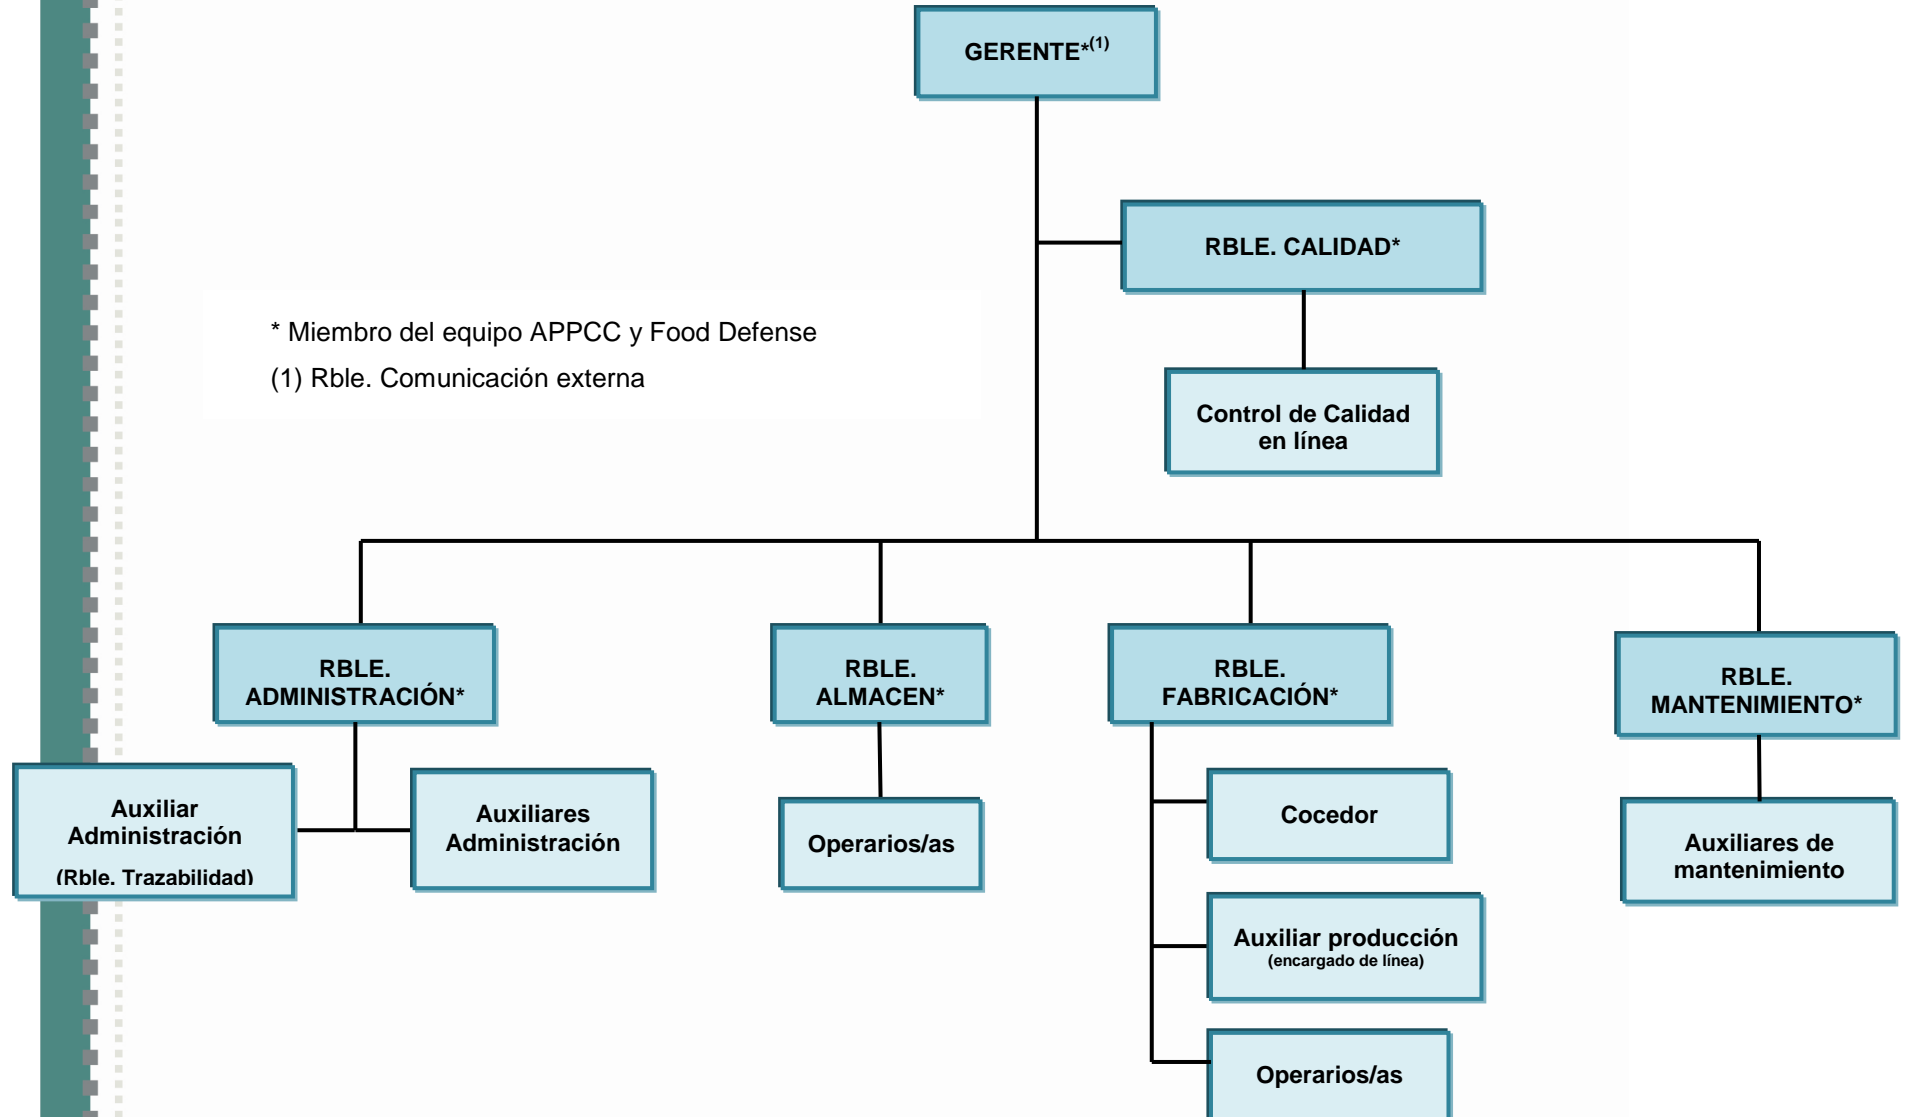 GERENTE*(1)
RBLE. CALIDAD*
* Miembro del equipo APPCC y Food Defense
(1) Rble. Comunicación externa
Control de Calidad
en línea
RBLE.
ADMINISTRACIÓN*
RBLE.
ALMACEN*
RBLE.
FABRICACIÓN*
RBLE.
MANTENIMIENTO*
Auxiliar
Administración
(Rble. Trazabilidad)
Auxiliares
Administración
Operarios/as
Cocedor
Auxiliares de
mantenimiento
Auxiliar producción
(encargado de línea)
Operarios/as